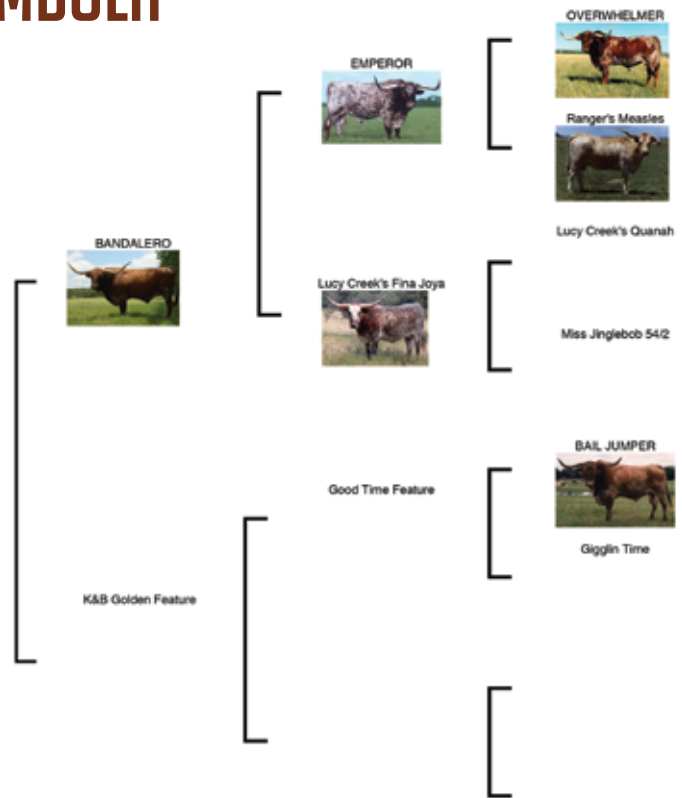 OVERWHELMER
EMPEROR
Ranger's Measles
Lucy Creek's Quanah
BANDALERO
Lucy Creek's Fina Joya
Miss Jinglebob 54/2
BAIL JUMPER
Good Time Feature
Gigglin Time
K&B Golden Feature